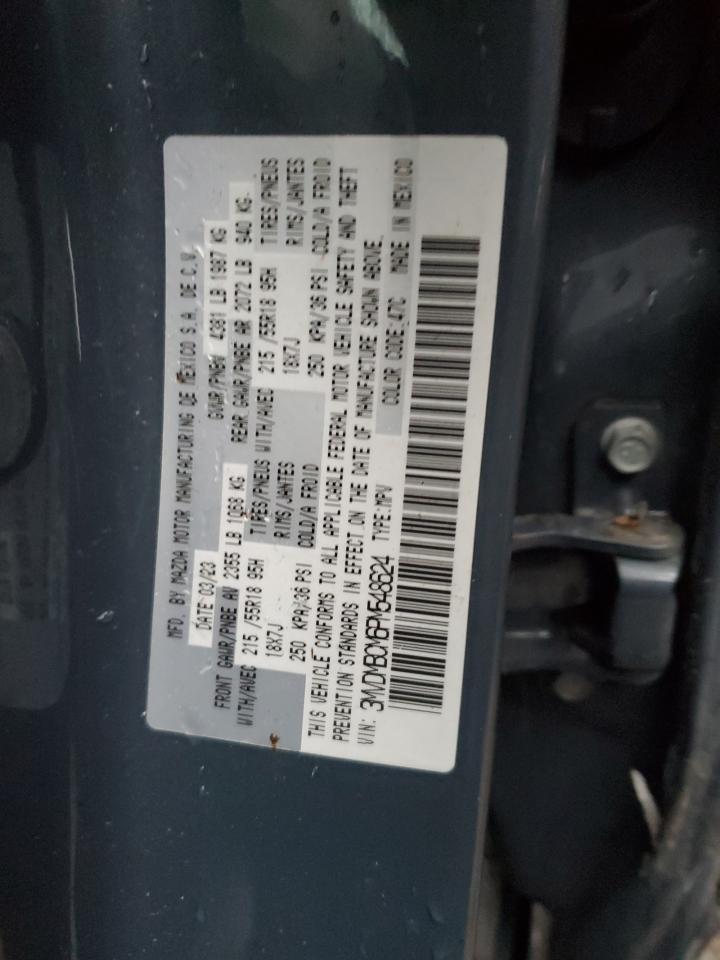 MFD. BY MAZDA MOTOR MANUFACTURING DE MEXICO S.A. DE.C.V.
DATE 03/23 GVWR/PNBV 4381 LB 1987 KG
FRONT GAWR/PNBE AV 2355 LB 1068 KG REAR GAWR/PNBE AR 2072 LB 940 KG.
WITH/AVEC 215 /55R18 95H TIRES/PNEUS WITH/AVEC 215 /55R18 95H TIRES/PNEUS
18X7J RIMS/JANTES 18X7J RIMS/JANTES
250 KPA/36 PSI COLD/A FROID 250 KPA/36 PSI COLD/A FROID
THIS VEHICLE CONFORMS TO ALL APPLICABLE FEDERAL MOTOR VEHICLE SAFETY AND THEFT
PREVENTION STANDARDS IN EFFECT ON THE DATE OF MANUFACTURE SHOWN ABOVE.
VIN: 3MVDMBCM6PM548624 TYPE:MPV COLOR CODE:47C MADE IN MEXICO